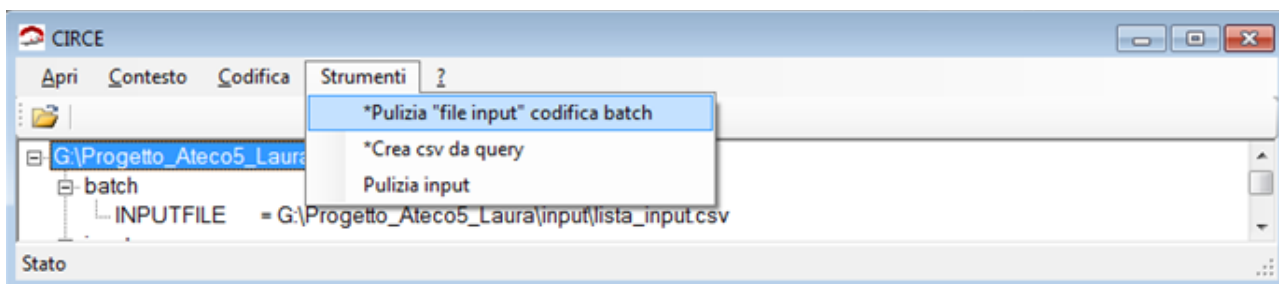 CIRCE
Apri Contesto Codifica Strumenti ?
*Pulizia "file input" codifica batch
*Crea csv da query
Pulizia input
G:\Progetto_Ateco5_Laura
batch
INPUTFILE = G:\Progetto_Ateco5_Laura\input\lista_input.csv
Stato